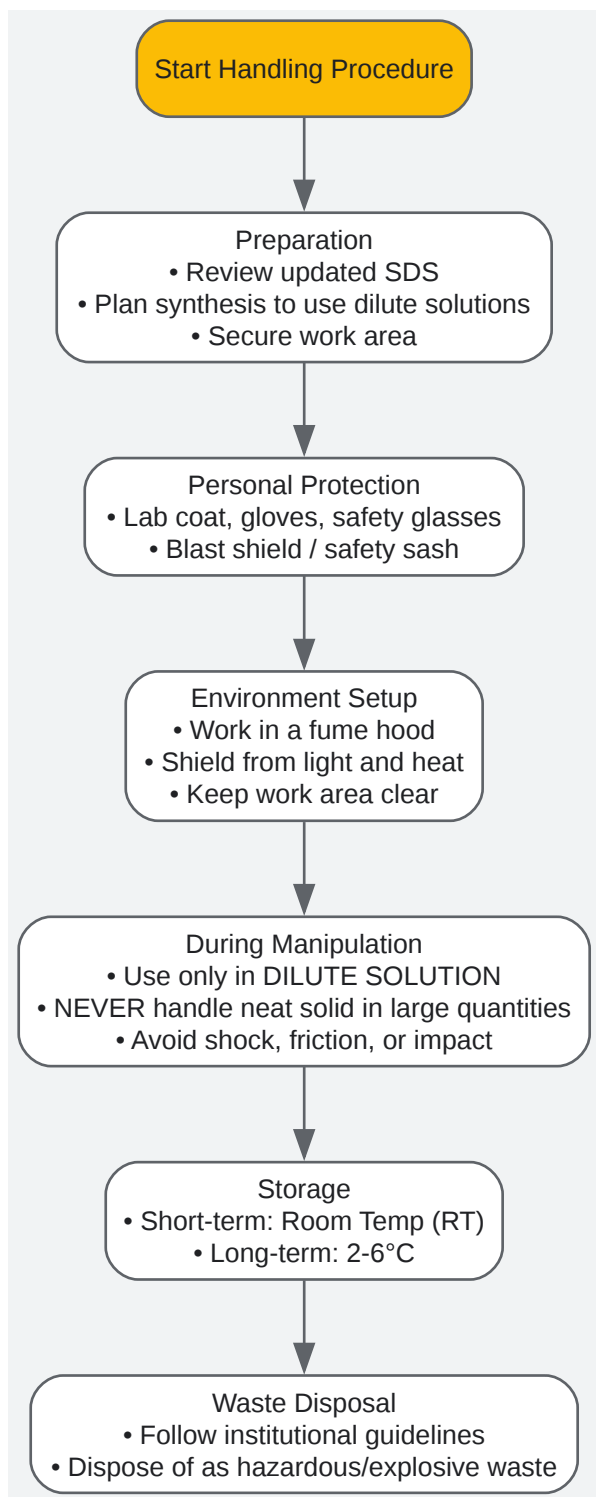 Start Handling Procedure
Preparation
• Review updated SDS
• Plan synthesis to use dilute solutions
• Secure work area
Personal Protection
• Lab coat, gloves, safety glasses
• Blast shield / safety sash
Environment Setup
• Work in a fume hood
• Shield from light and heat
• Keep work area clear
During Manipulation
• Use only in DILUTE SOLUTION
• NEVER handle neat solid in large quantities
• Avoid shock, friction, or impact
Storage
• Short-term: Room Temp (RT)
• Long-term: 2-6°C
Waste Disposal
• Follow institutional guidelines
• Dispose of as hazardous/explosive waste